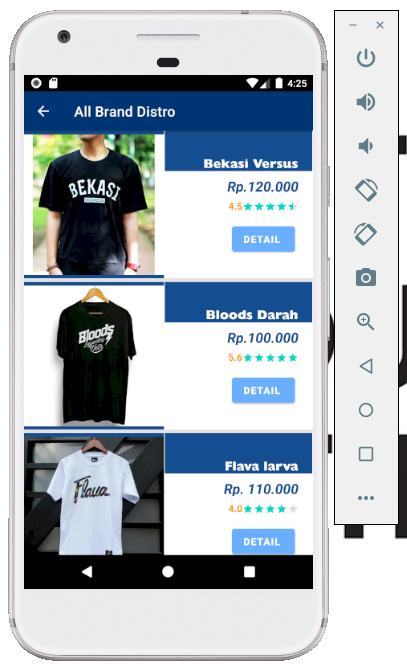 4:25
All Brand Distro
BEKASI
Bekasi Versus
Rp.120.000
4.5
DETAIL
Bloods
Bloods Darah
Rp.100.000
5.6
DETAIL
Flava
Flava larva
Rp. 110.000
4.0
DETAIL